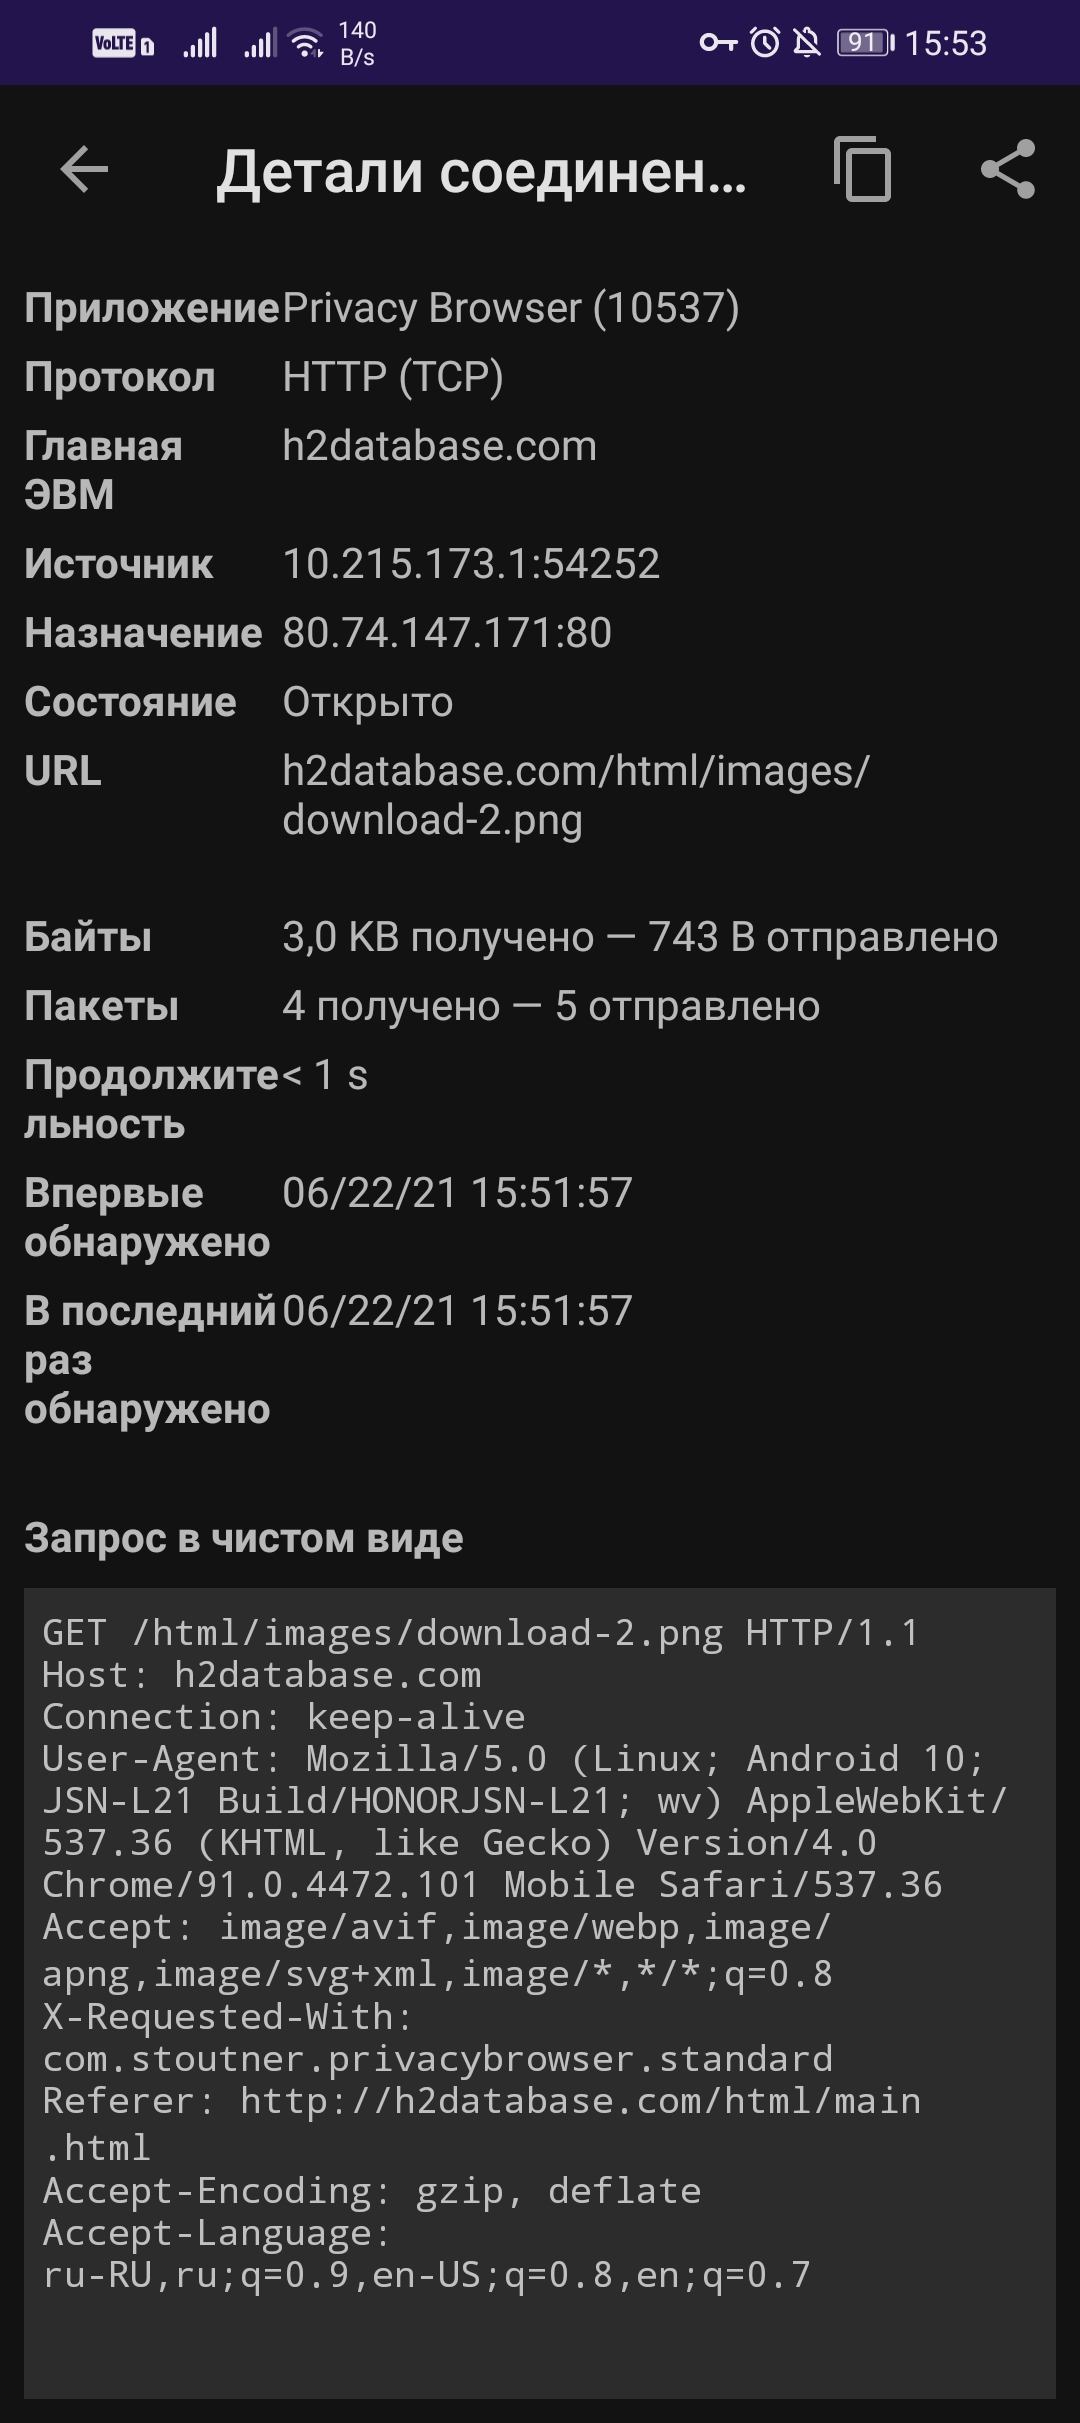 VoLTE 1 140 B/s 91 15:53
Детали соединен...
Приложение Privacy Browser (10537)
Протокол HTTP (TCP)
Главная ЭВМ h2database.com
Источник 10.215.173.1:54252
Назначение 80.74.147.171:80
Состояние Открыто
URL h2database.com/html/images/
download-2.png
Байты 3,0 KB получено — 743 B отправлено
Пакеты 4 получено — 5 отправлено
Продолжите
льность < 1 s
Впервые
обнаружено 06/22/21 15:51:57
В последний
раз
обнаружено 06/22/21 15:51:57
Запрос в чистом виде
GET /html/images/download-2.png HTTP/1.1
Host: h2database.com
Connection: keep-alive
User-Agent: Mozilla/5.0 (Linux; Android 10;
JSN-L21 Build/HONORJSN-L21; wv) AppleWebKit/
537.36 (KHTML, like Gecko) Version/4.0
Chrome/91.0.4472.101 Mobile Safari/537.36
Accept: image/avif,image/webp,image/
apng,image/svg+xml,image/*,*/*;q=0.8
X-Requested-With:
com.stoutner.privacybrowser.standard
Referer: http://h2database.com/html/main
.html
Accept-Encoding: gzip, deflate
Accept-Language:
ru-RU,ru;q=0.9,en-US;q=0.8,en;q=0.7